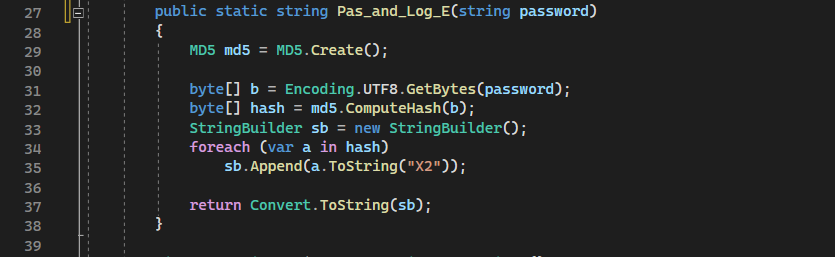 27 public static string Pas_and_Log_E(string password)
28 {
29 MD5 md5 = MD5.Create();
30
31 byte[] b = Encoding.UTF8.GetBytes(password);
32 byte[] hash = md5.ComputeHash(b);
33 StringBuilder sb = new StringBuilder();
34 foreach (var a in hash)
35 sb.Append(a.ToString("X2"));
36
37 return Convert.ToString(sb);
38 }
39